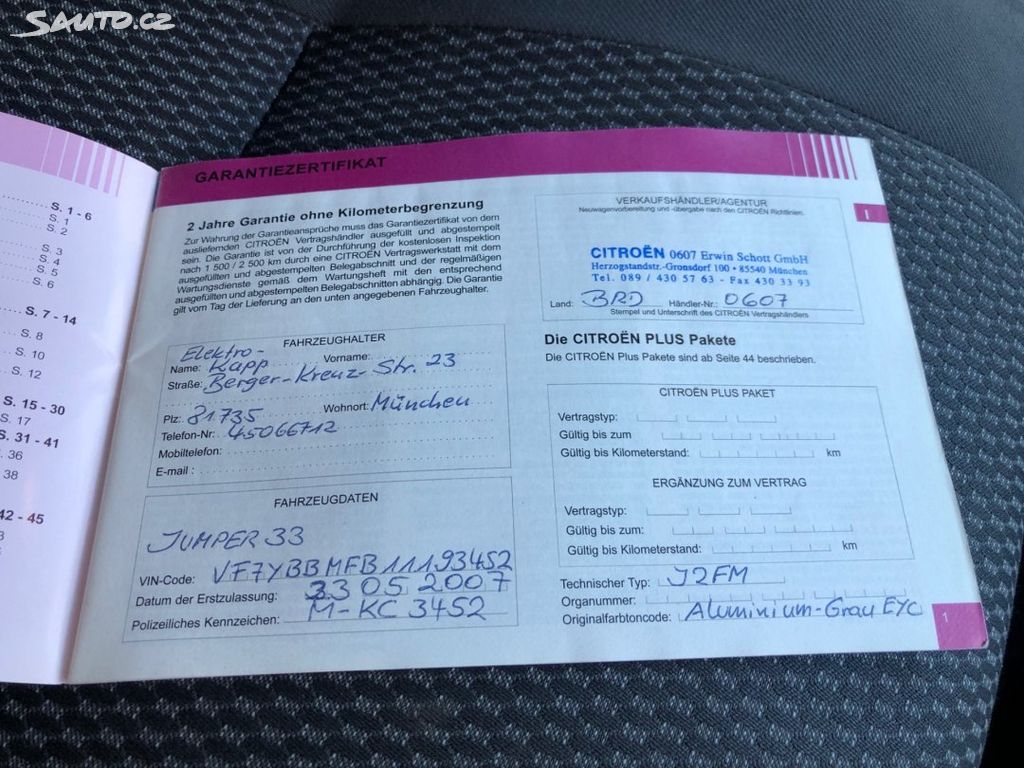 SAUTO.CZ
S. 1 - 6
S. 1
S. 2
S. 3
S. 4
S. 5
S. 6
S. 7 - 14
S. 8
S. 10
S. 12
S. 15 - 30
S. 17
S. 31 - 41
36
38
42 - 45
GARANTIEZERTIFIKAT
2 Jahre Garantie ohne Kilometerbegrenzung
Zur Wahrung der Garantieansprüche muss das Garantiezertifikat von dem
ausliefernden CITROËN Vertragshändler ausgefüllt und abgestempelt
sein. Die Garantie ist von der Durchführung der kostenlosen Inspektion
nach 1 500 / 2 500 km durch eine CITROËN Vertragswerkstatt mit dem
ausgefüllten und abgestempelten Belegabschnitt und der regelmäßigen
Wartungsdienste gemäß den Wartungsheft mit den entsprechend
ausgefüllten und abgestempelten Belegabschnitten abhängig. Die Garantie
gilt vom Tag der Lieferung an den unten angegebenen Fahrzeughalter.
FAHRZEUGHALTER
Elektro-
Name: Kapp Vorname:
Straße: Berger-Kreuz-Str. 23
Plz: 81735 Wohnort: München
Telefon-Nr: 45066712
Mobiltelefon:
E-mail :
FAHRZEUGDATEN
JUMPER 33
VIN-Code: VF7YBBMFB11193452
Datum der Erstzulassung: 23 05 2007
Polizeiliches Kennzeichen: M-KC 3452
VERKAUFSHÄNDLER/AGENTUR
Neuwagenvorbereitung und -übergabe nach den CITROËN Richtlinien.
CITROËN 0607 Erwin Schott GmbH
Herzogstandstr.-Gronsdorf 100 • 85540 München
Tel. 089 / 430 57 63 - Fax 430 33 93
Land: BRD Händler-Nr.: 0607
Stempel und Unterschrift des CITROËN Vertragshändlers
I
Die CITROËN PLUS Pakete
Die CITROËN Plus Pakete sind ab Seite 44 beschrieben.
CITROËN PLUS PAKET
Vertragstyp:
Gültig bis zum
Gültig bis Kilometerstand: km
ERGÄNZUNG ZUM VERTRAG
Vertragstyp:
Gültig bis zum:
Gültig bis Kilometerstand: km
Technischer Typ: J2FM
Organummer:
Originalfarbtoncode: Aluminium-Grau EYC
1